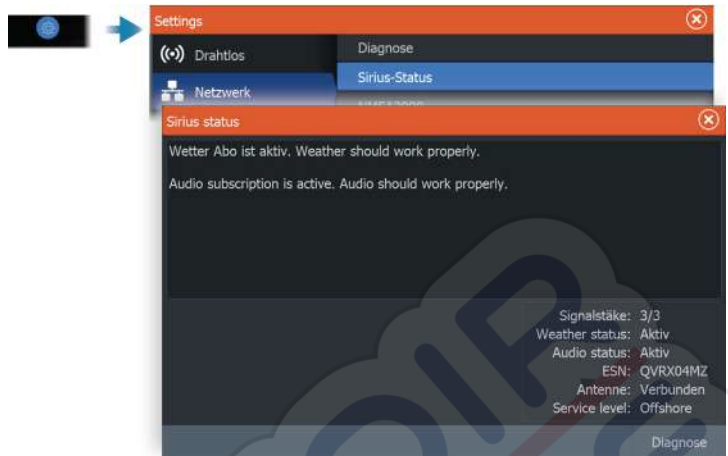 Settings
Drahtlos
Diagnose
Netzwerk
Sirius-Status
Sirius status
Wetter Abo ist aktiv. Weather should work properly.
Audio subscription is active. Audio should work properly.
Signalstäke: 3/3
Weather status: Aktiv
Audio status: Aktiv
ESN: QVRX04MZ
Antenne: Verbunden
Service level: Offshore
Diagnose